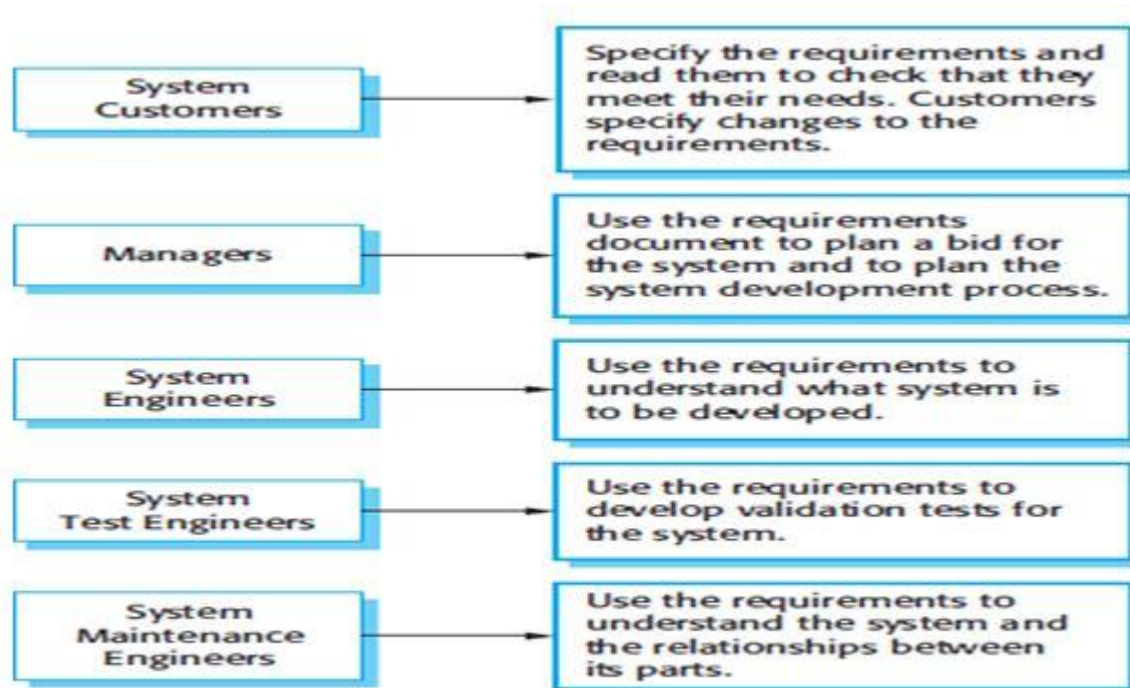 System
Customers
Specify the requirements and
read them to check that they
meet their needs. Customers
specify changes to the
requirements.
Managers
Use the requirements
document to plan a bid for
the system and to plan the
system development process.
System
Engineers
Use the requirements to
understand what system is
to be developed.
System
Test Engineers
Use the requirements to
develop validation tests for
the system.
System
Maintenance
Engineers
Use the requirements to
understand the system and
the relationships between
its parts.